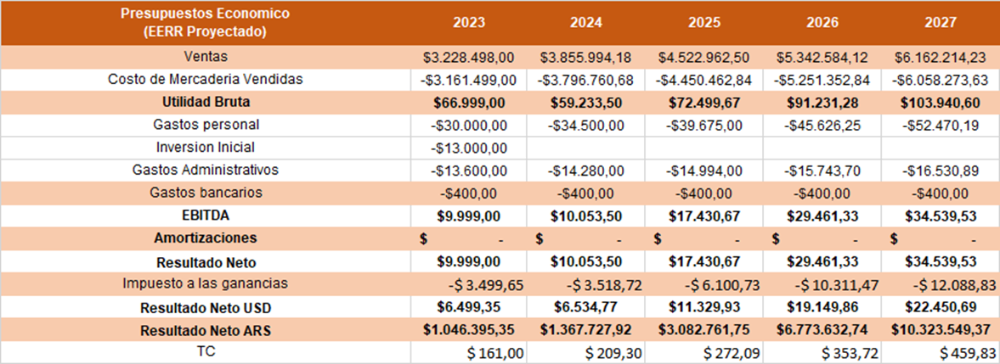 Presupuestos Economico
(EERR Proyectado) 2023 2024 2025 2026 2027
Ventas $3.228.498,00 $3.855.994,18 $4.522.962,50 $5.342.584,12 $6.162.214,23
Costo de Mercaderia Vendidas -$3.161.499,00 -$3.796.760,68 -$4.450.462,84 -$5.251.352,84 -$6.058.273,63
Utilidad Bruta $66.999,00 $59.233,50 $72.499,67 $91.231,28 $103.940,60
Gastos personal -$30.000,00 -$34.500,00 -$39.675,00 -$45.626,25 -$52.470,19
Inversion Inicial -$13.000,00
Gastos Administrativos -$13.600,00 -$14.280,00 -$14.994,00 -$15.743,70 -$16.530,89
Gastos bancarios -$400,00 -$400,00 -$400,00 -$400,00 -$400,00
EBITDA $9.999,00 $10.053,50 $17.430,67 $29.461,33 $34.539,53
Amortizaciones $ - $ - $ - $ - $ -
Resultado Neto $9.999,00 $10.053,50 $17.430,67 $29.461,33 $34.539,53
Impuesto a las ganancias -$ 3.499,65 -$ 3.518,72 -$ 6.100,73 -$ 10.311,47 -$ 12.088,83
Resultado Neto USD $6.499,35 $6.534,77 $11.329,93 $19.149,86 $22.450,69
Resultado Neto ARS $1.046.395,35 $1.367.727,92 $3.082.761,75 $6.773.632,74 $10.323.549,37
TC $ 161,00 $ 209,30 $ 272,09 $ 353,72 $ 459,83